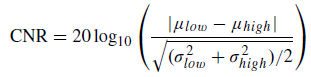 CNR = 20 log₁₀ ( |μ_low − μ_high| / √((σ²_low + σ²_high)/2) )